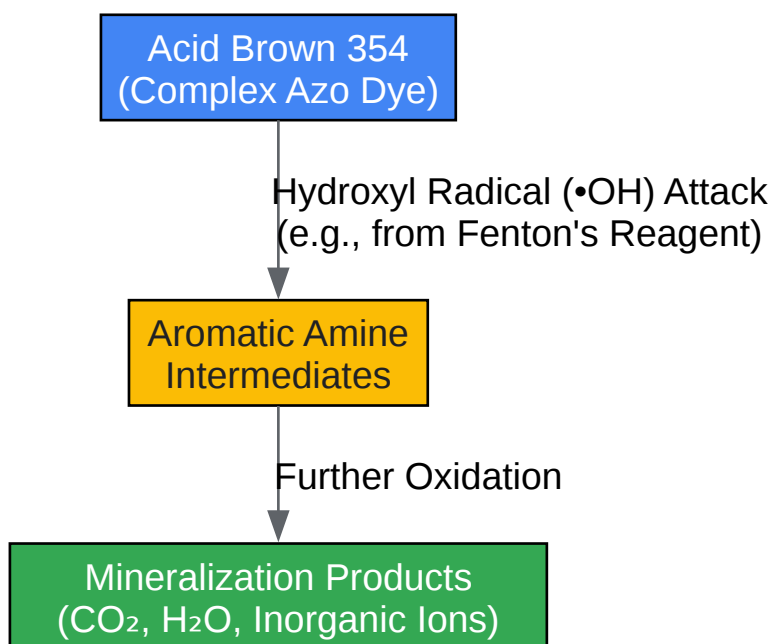 Acid Brown 354
(Complex Azo Dye)
Hydroxyl Radical (•OH) Attack
(e.g., from Fenton's Reagent)
Aromatic Amine
Intermediates
Further Oxidation
Mineralization Products
(CO₂, H₂O, Inorganic Ions)